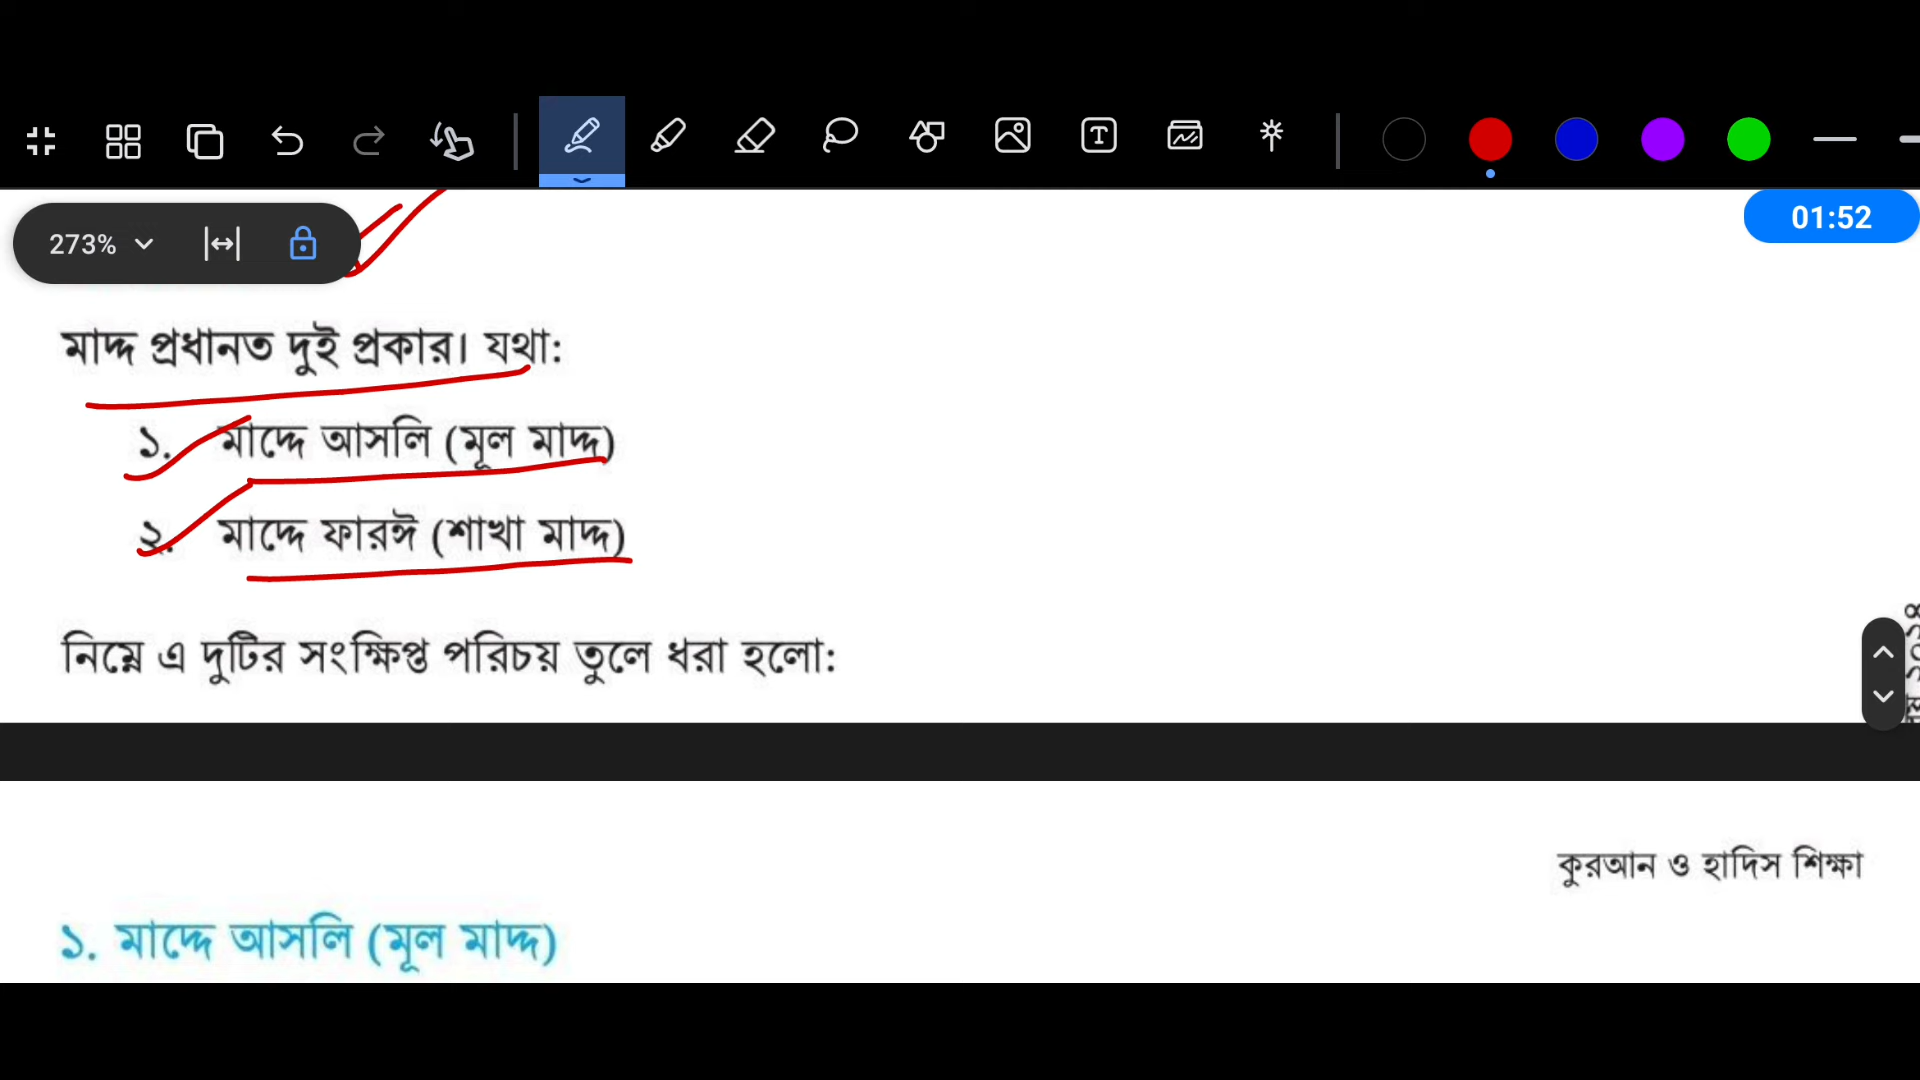 273%
01:52
মাদ্দ প্রধানত দুই প্রকার। যথা:
১. মাদ্দে আসলি (মূল মাদ্দ)
২. মাদ্দে ফারঈ (শাখা মাদ্দ)
নিম্নে এ দুটির সংক্ষিপ্ত পরিচয় তুলে ধরা হলো:
কুরআন ও হাদিস শিক্ষা
১. মাদ্দে আসলি (মূল মাদ্দ)